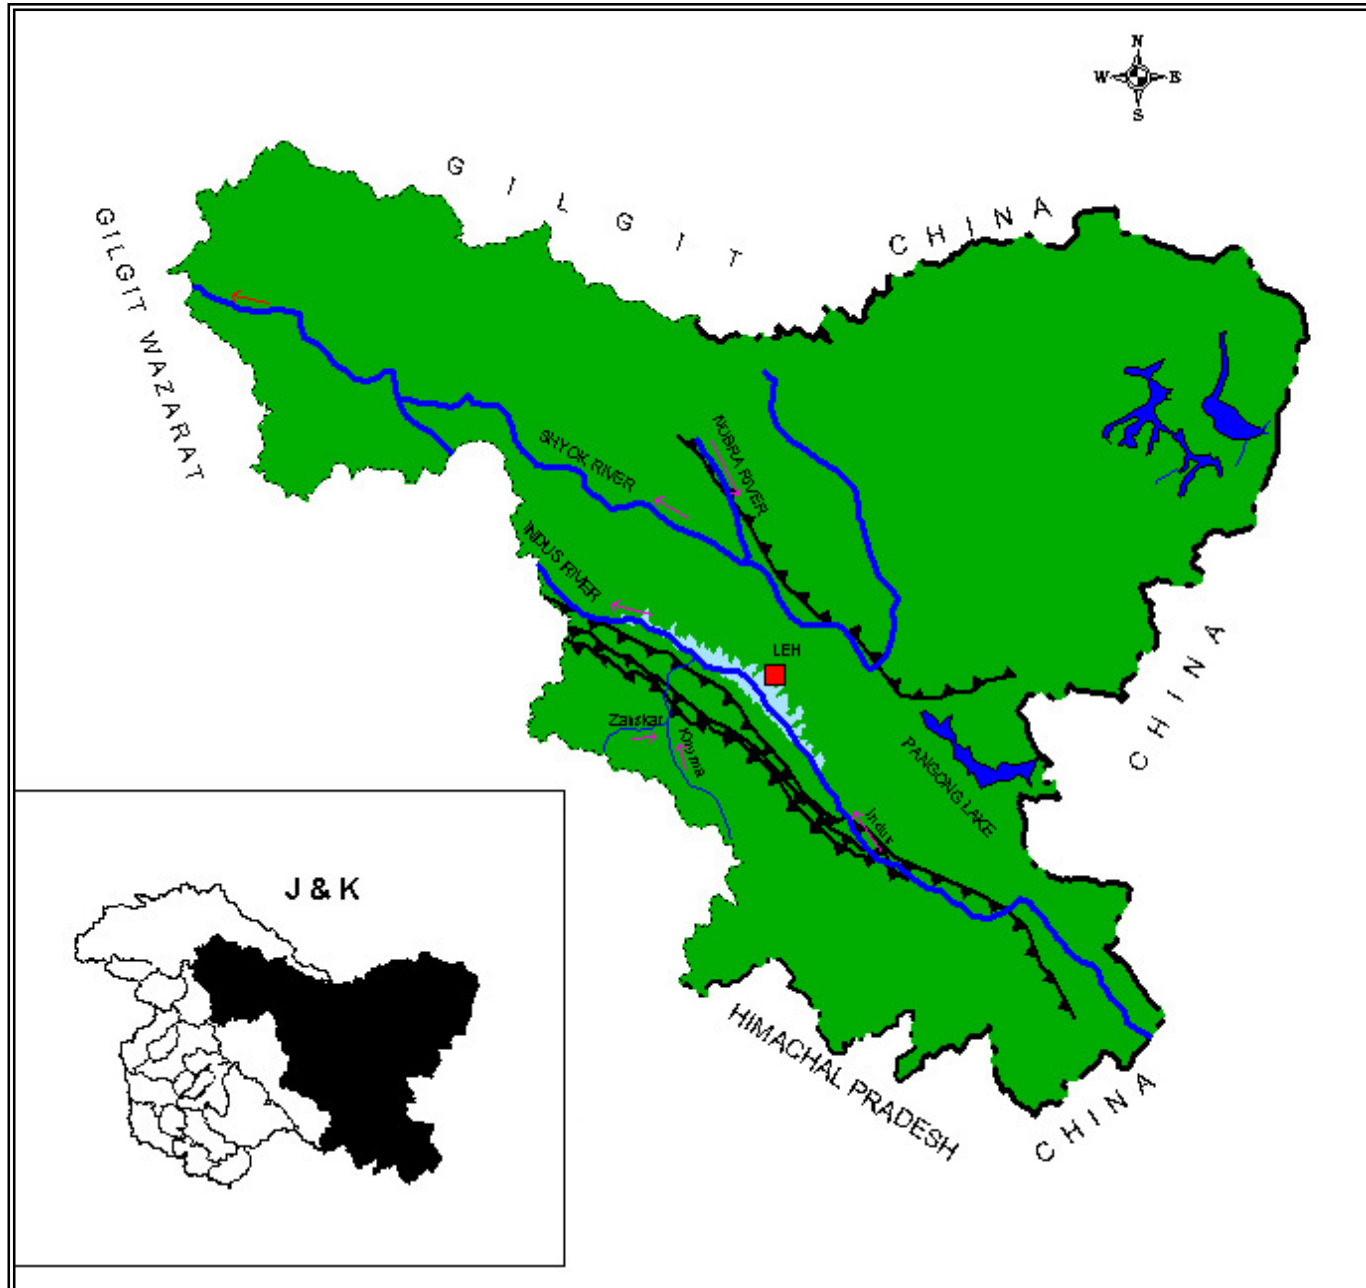 N
W E
S
GILGIT
CHINA
GILGIT WAZARAT
NUBRA RIVER
SHYOK RIVER
INDUS RIVER
LEH
CHINA
Zanskar
PANGONG LAKE
Indus
J & K
HIMACHAL PRADESH
CHINA